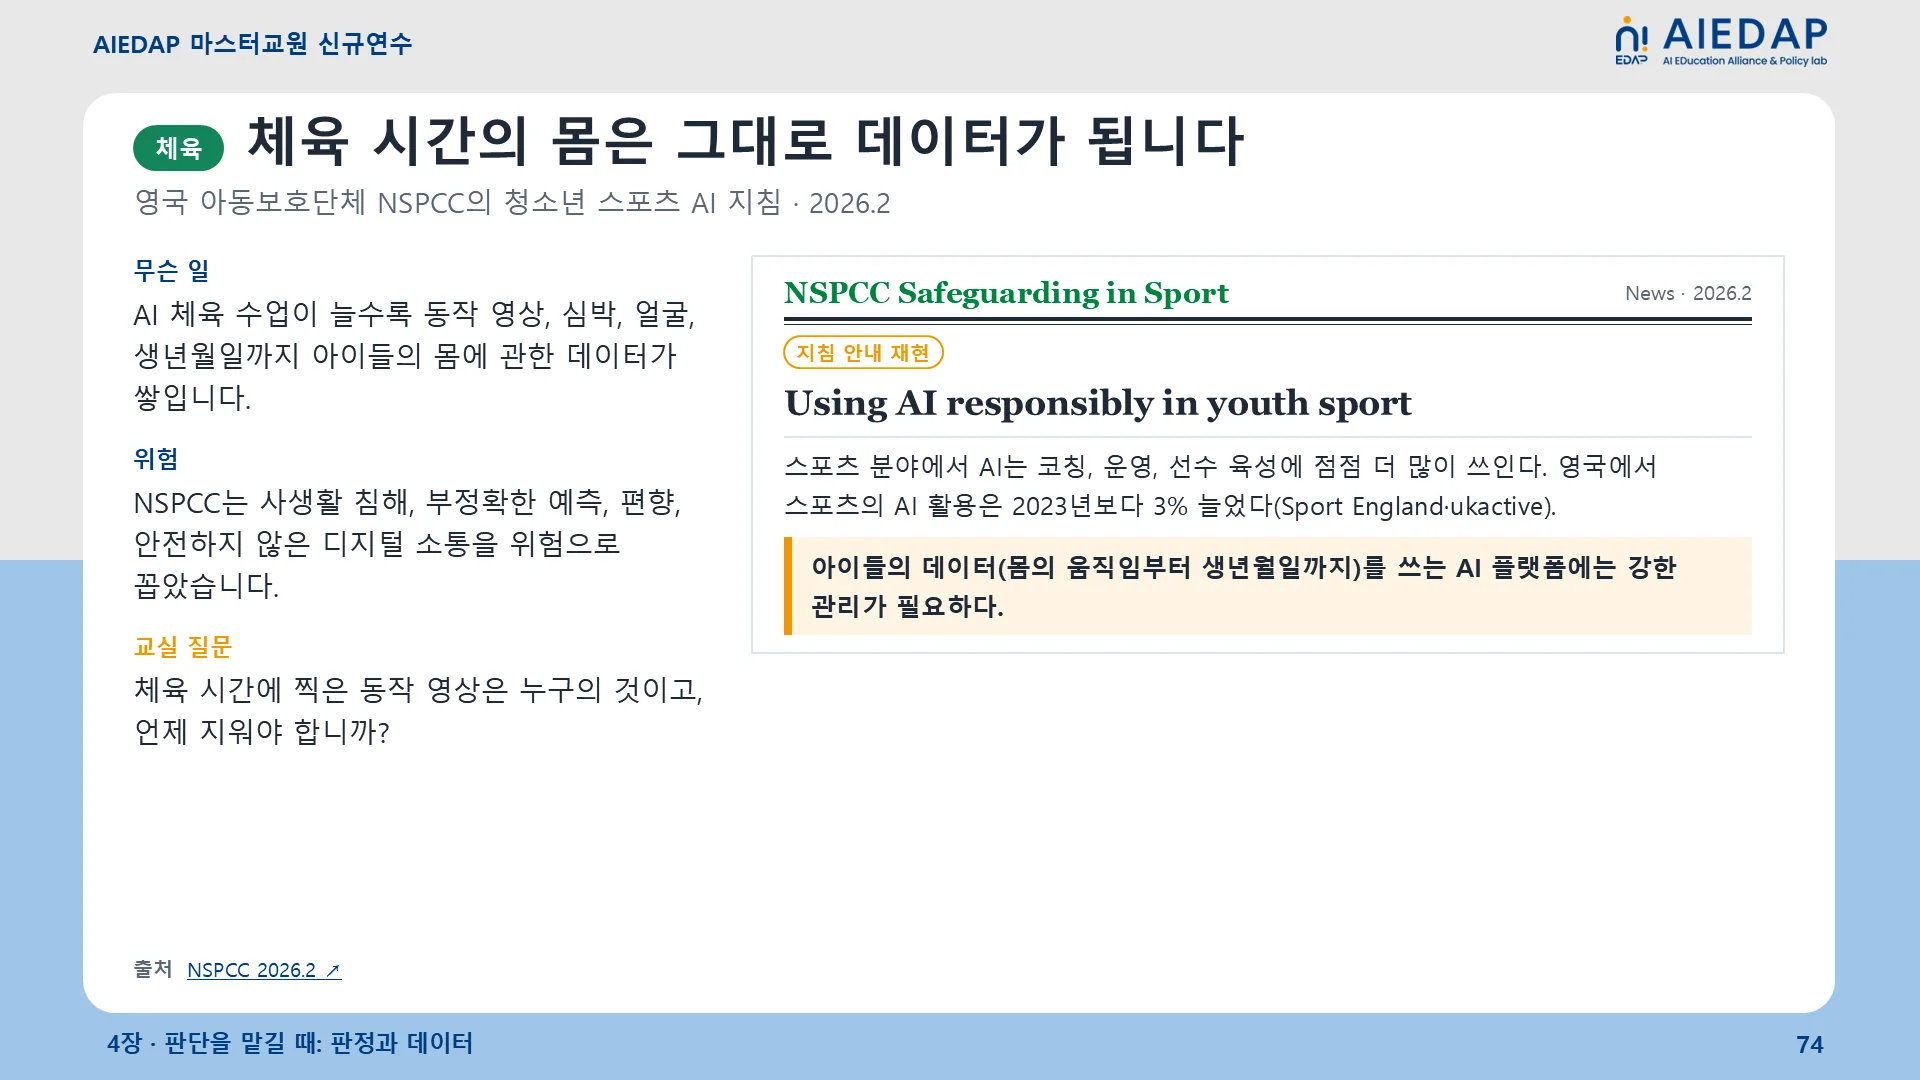 AIEDAP 마스터교원 신규연수
EDAP
AIEDAP
AI EDucation Alliance & Policy lab
체육
체육 시간의 몸은 그대로 데이터가 됩니다
영국 아동보호단체 NSPCC의 청소년 스포츠 AI 지침 · 2026.2
무슨 일
AI 체육 수업이 늘수록 동작 영상, 심박, 얼굴,
생년월일까지 아이들의 몸에 관한 데이터가
쌓입니다.
위험
NSPCC는 사생활 침해, 부정확한 예측, 편향,
안전하지 않은 디지털 소통을 위험으로
꼽았습니다.
교실 질문
체육 시간에 찍은 동작 영상은 누구의 것이고,
언제 지워야 합니까?
NSPCC Safeguarding in Sport
News · 2026.2
지침 안내 재현
Using AI responsibly in youth sport
스포츠 분야에서 AI는 코칭, 운영, 선수 육성에 점점 더 많이 쓰인다. 영국에서
스포츠의 AI 활용은 2023년보다 3% 늘었다(Sport England·ukactive).
아이들의 데이터(몸의 움직임부터 생년월일까지)를 쓰는 AI 플랫폼에는 강한
관리가 필요하다.
출처 NSPCC 2026.2 ↗
4장 · 판단을 맡길 때: 판정과 데이터
74